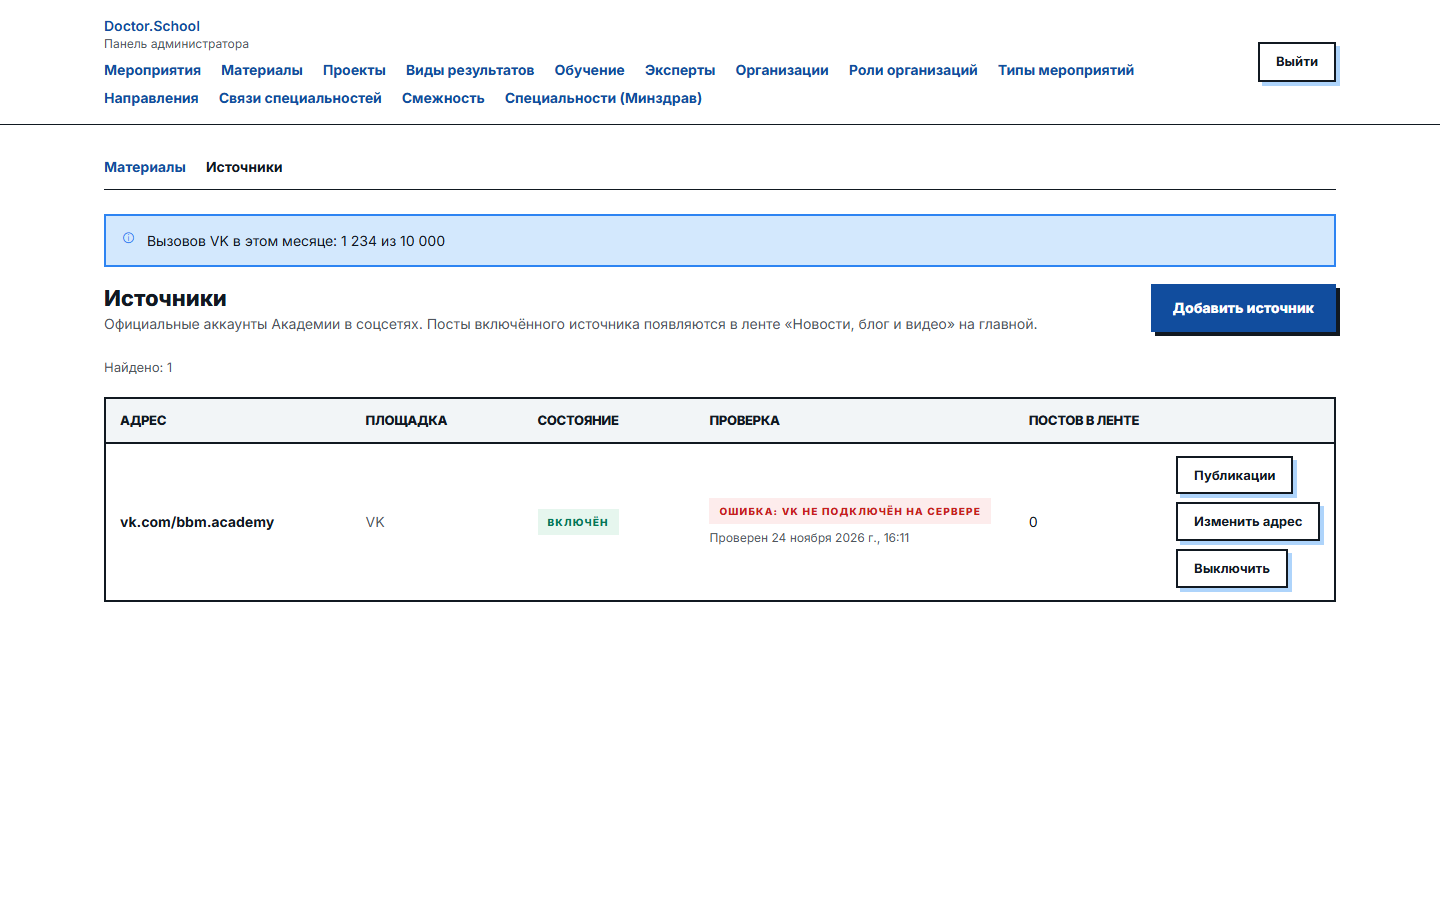 Doctor.School
Панель администратора
Мероприятия Материалы Проекты Виды результатов Обучение Эксперты Организации Роли организаций Типы мероприятий
Направления Связи специальностей Смежность Специальности (Минздрав)
Выйти
Материалы Источники
Вызовов VK в этом месяце: 1 234 из 10 000
Источники
Официальные аккаунты Академии в соцсетях. Посты включённого источника появляются в ленте «Новости, блог и видео» на главной.
Добавить источник
Найдено: 1
АДРЕС ПЛОЩАДКА СОСТОЯНИЕ ПРОВЕРКА ПОСТОВ В ЛЕНТЕ
vk.com/bbm.academy VK ВКЛЮЧЁН ОШИБКА: VK НЕ ПОДКЛЮЧЁН НА СЕРВЕРЕ
Проверен 24 ноября 2026 г., 16:11
0
Публикации
Изменить адрес
Выключить